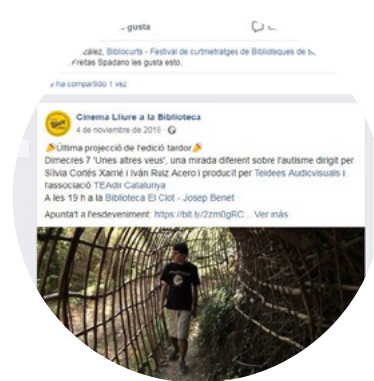 gusta
Biblocurts - Festival de curtmetratges de Biblioteques de
Fretas Spadano les gusta esto.
ha compartido 1 vez
Cinema Lliure a la Biblioteca
4 de noviembre de 2018 ·
Última projecció de l'edició tardor
Dimecres 7 'Unes altres veus', una mirada diferent sobre l'autisme dirigit per
Sílvia Cortés Xarrié i Iván Ruiz Acero i produït per Teidees Audiovisuals i
l'associació TEAdir Catalunya
A les 19 h a la Biblioteca El Clot - Josep Benet
Apunta't a l'esdeveniment: https://bit.ly/2zm0gRC... Ver más